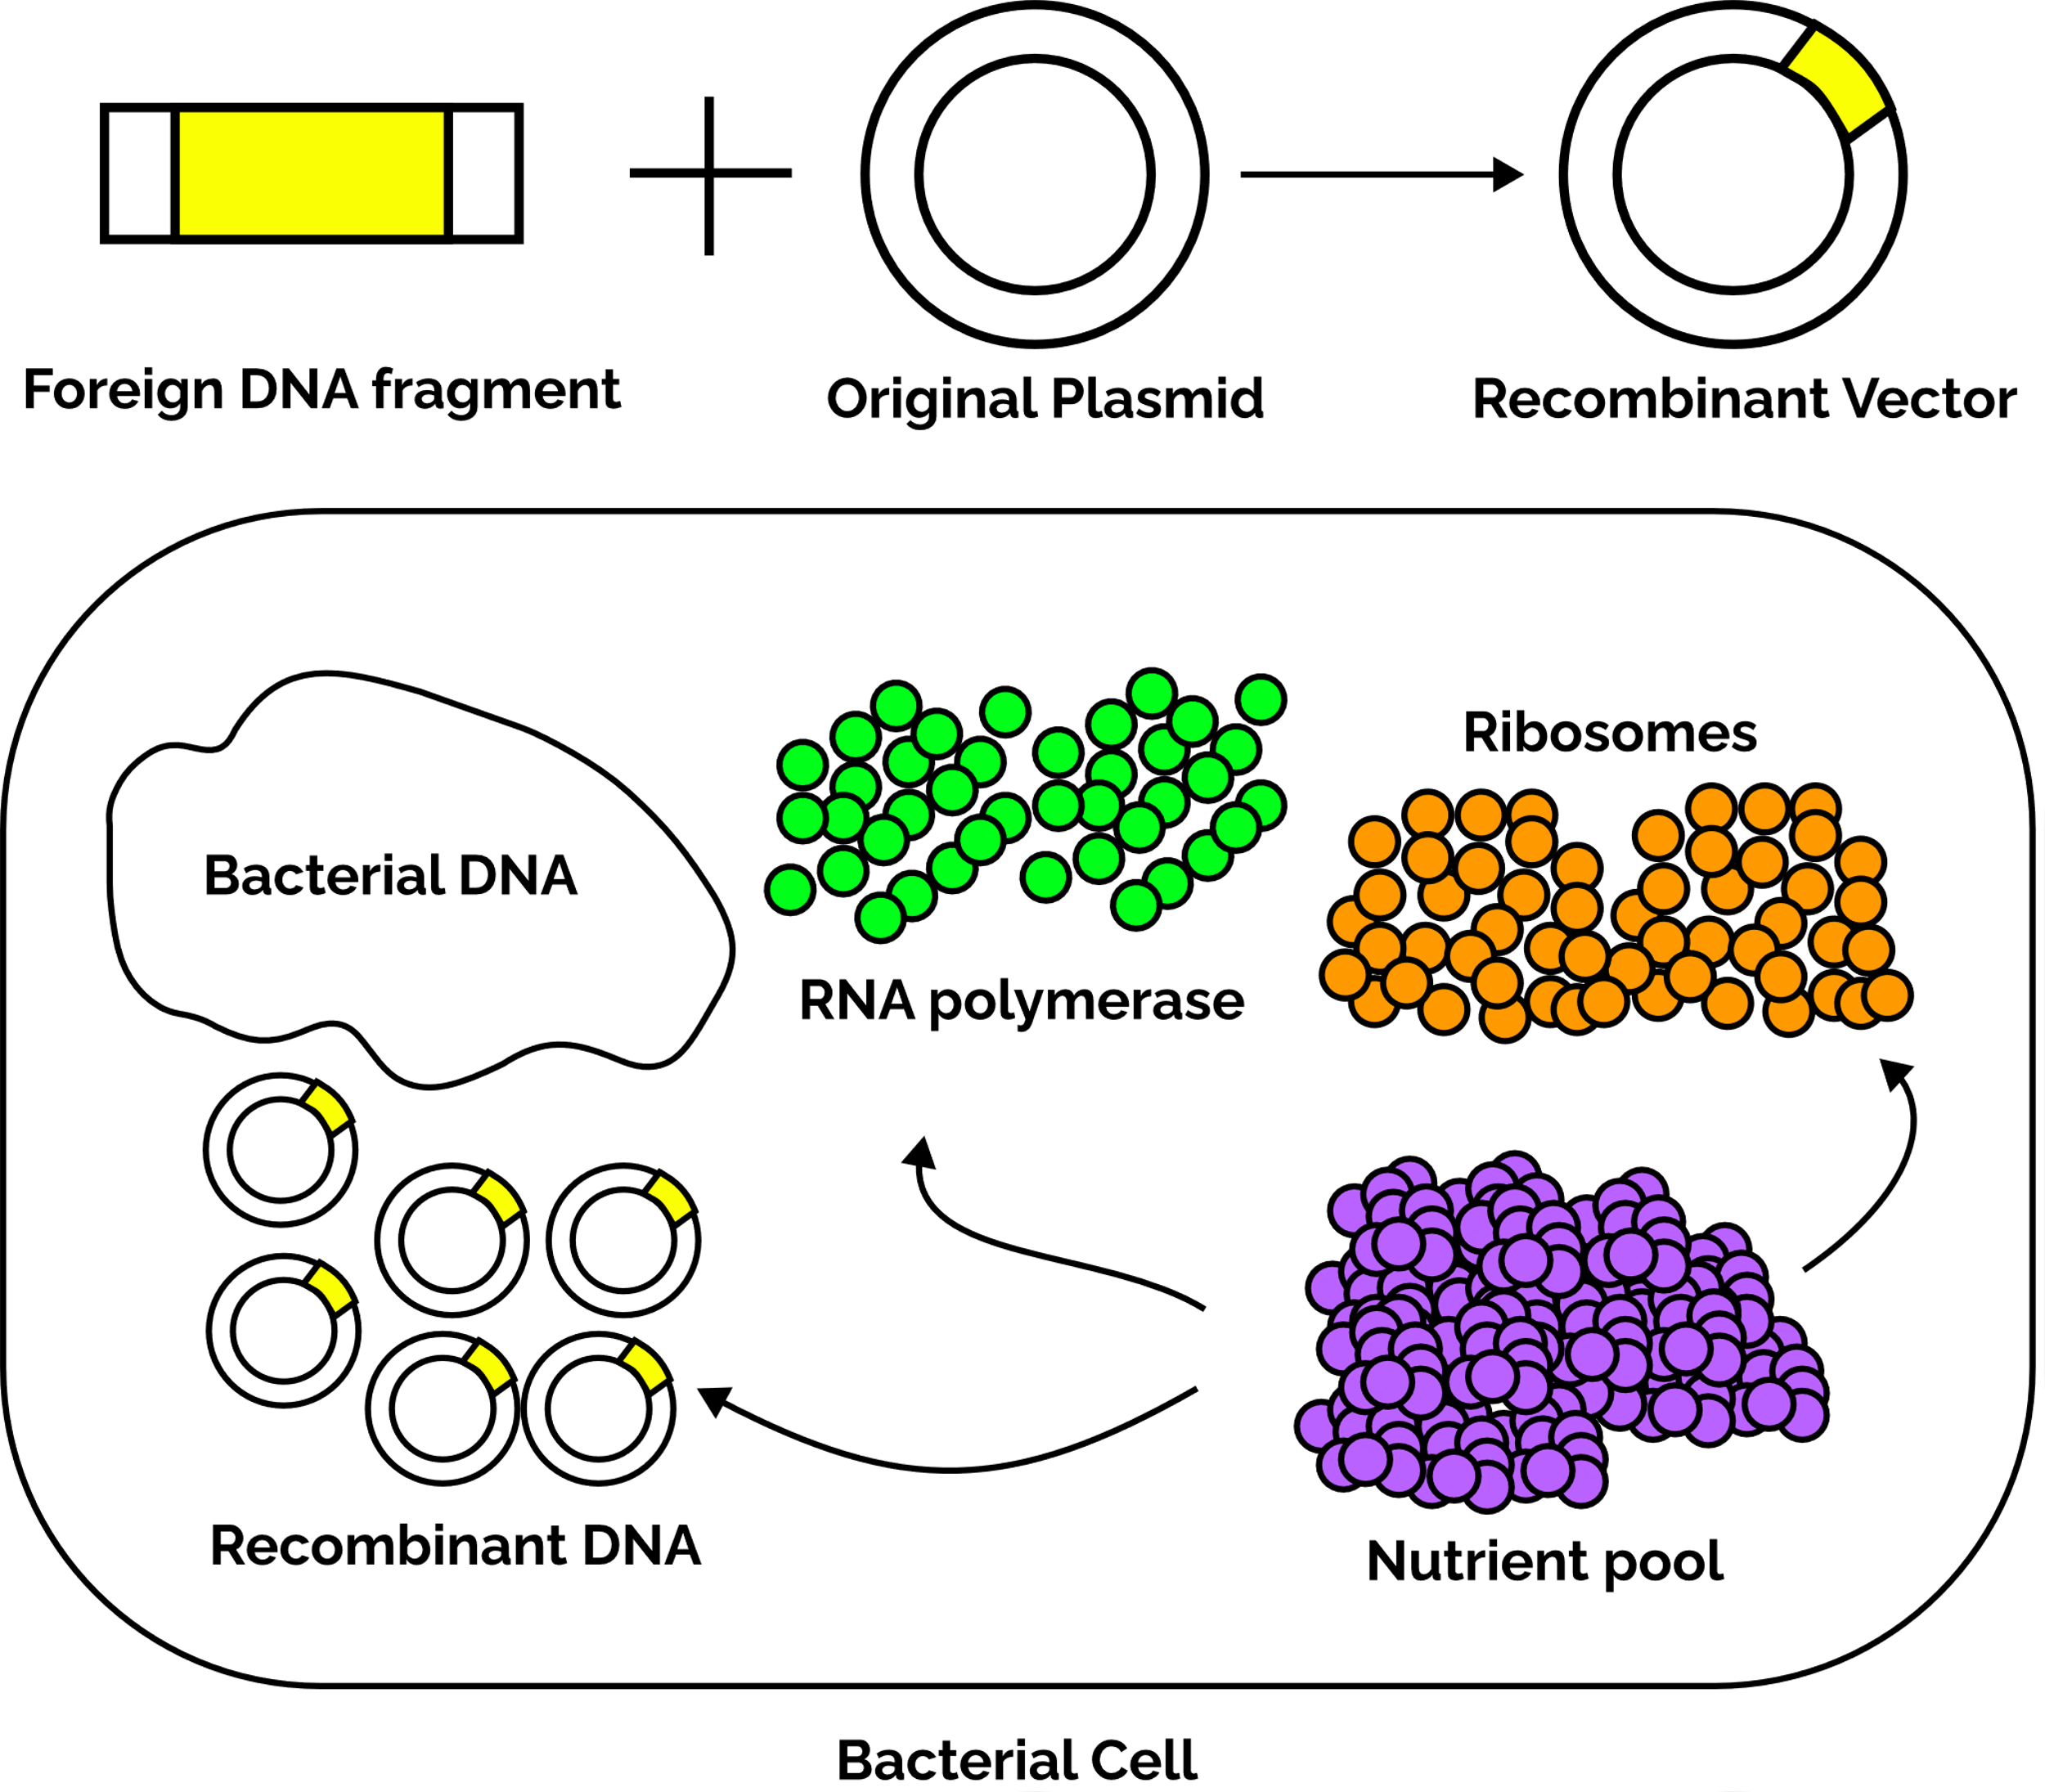 Foreign DNA fragment
Original Plasmid
Recombinant Vector
Ribosomes
Bacterial DNA
RNA polymerase
Recombinant DNA
Nutrient pool
Bacterial Cell